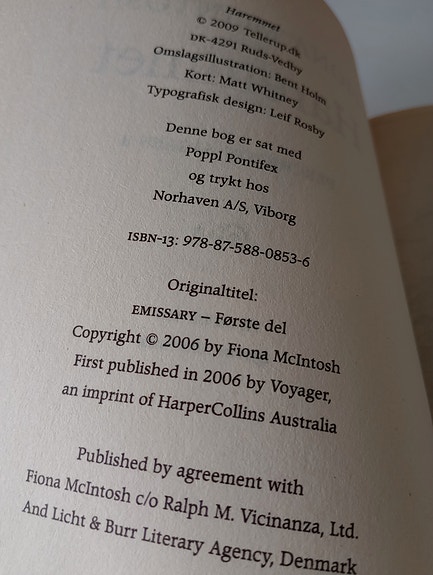 Haremmet
© 2009 Tellerup.dk
DK-4291 Ruds-Vedby
Omslagsillustration: Bent Holm
Kort: Matt Whitney
Typografisk design: Leif Rosby
Denne bog er sat med
Poppl Pontifex
og trykt hos
Norhaven A/S, Viborg
ISBN-13: 978-87-588-0853-6
Originaltitel:
EMISSARY – Første del
Copyright © 2006 by Fiona McIntosh
First published in 2006 by Voyager,
an imprint of HarperCollins Australia
Published by agreement with
Fiona McIntosh c/o Ralph M. Vicinanza, Ltd.
And Licht & Burr Literary Agency, Denmark